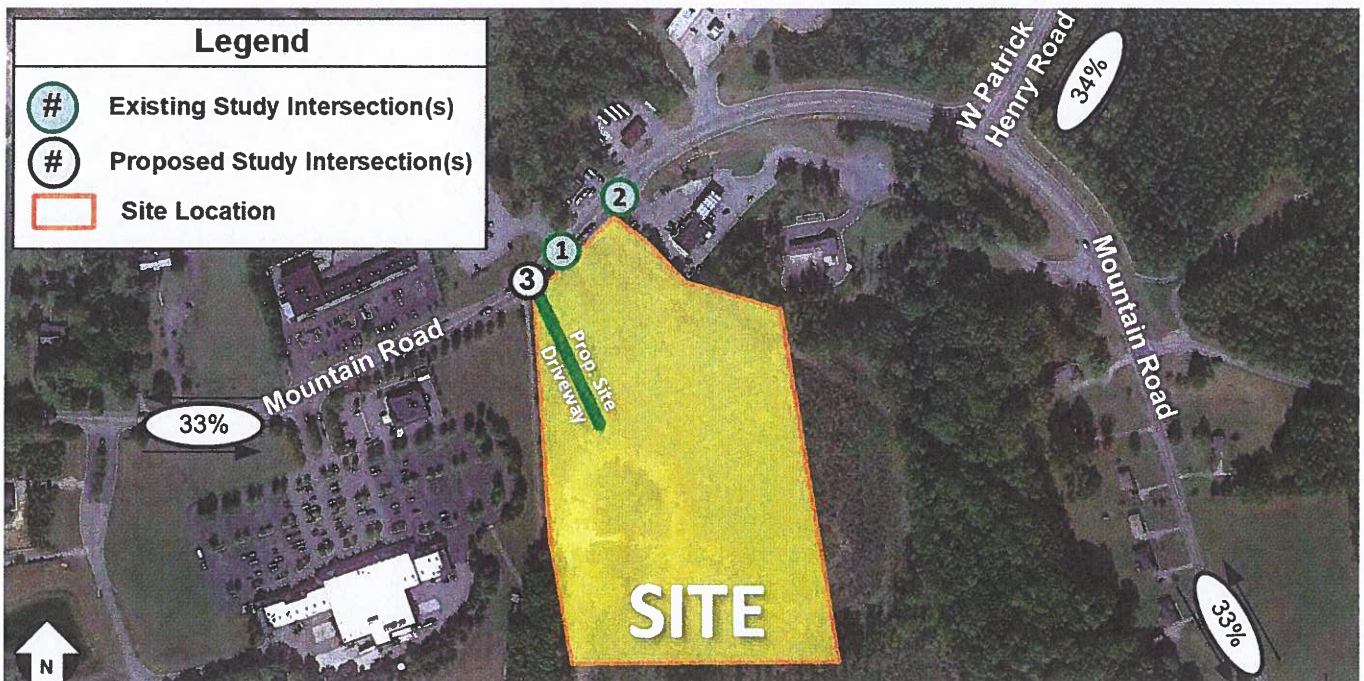 Legend
# Existing Study Intersection(s)
# Proposed Study Intersection(s)
Site Location
W Patrick
Henry Road
34%
2
1
3
Mountain Road
Prop. Site
Driveway
Mountain Road
33%
SITE
33%
N